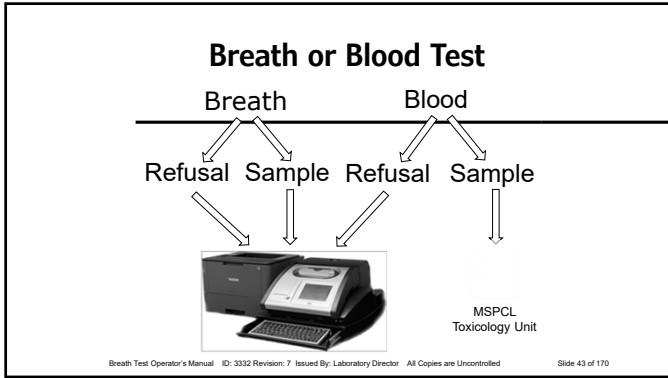 Breath or Blood Test
Breath Blood
Refusal Sample Refusal Sample
MSPCL
Toxicology Unit
Breath Test Operator's Manual ID: 3332 Revision: 7 Issued By: Laboratory Director All Copies are Uncontrolled Slide 43 of 170